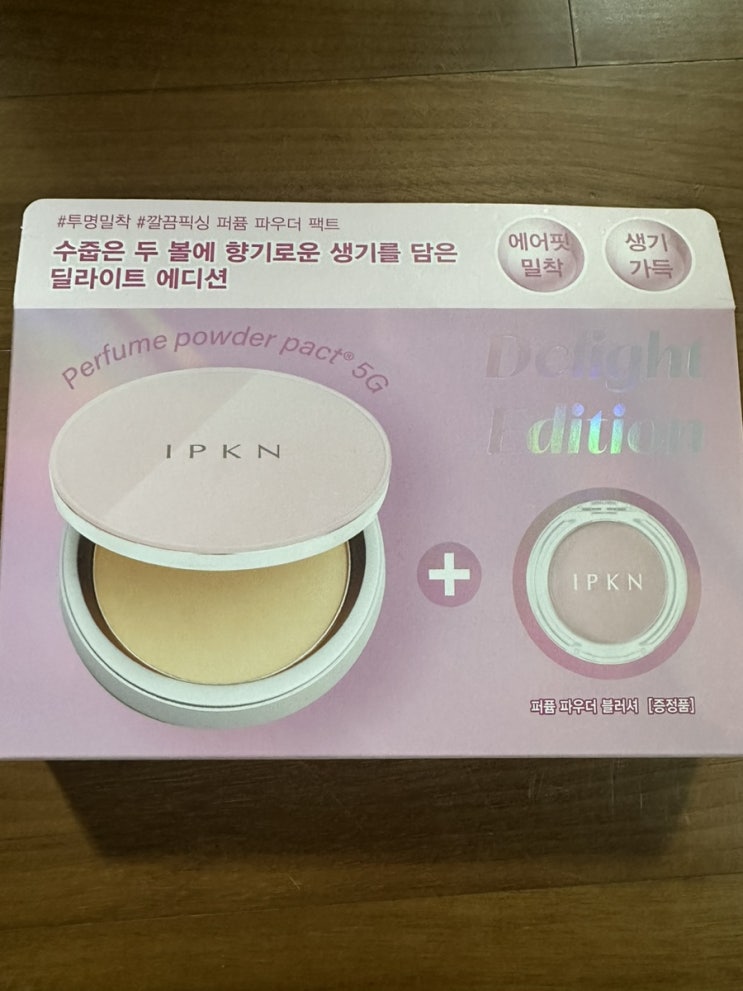 #투명밀착 #깔끔픽싱 퍼퓸 파우더 팩트
수줍은 두 볼에 향기로운 생기를 담은
딜라이트 에디션
에어핏
밀착
생기
가득
Perfume powder pact® 5G
Delight
Edition
IPKN
IPKN
퍼퓸 파우더 블러셔 [증정품]